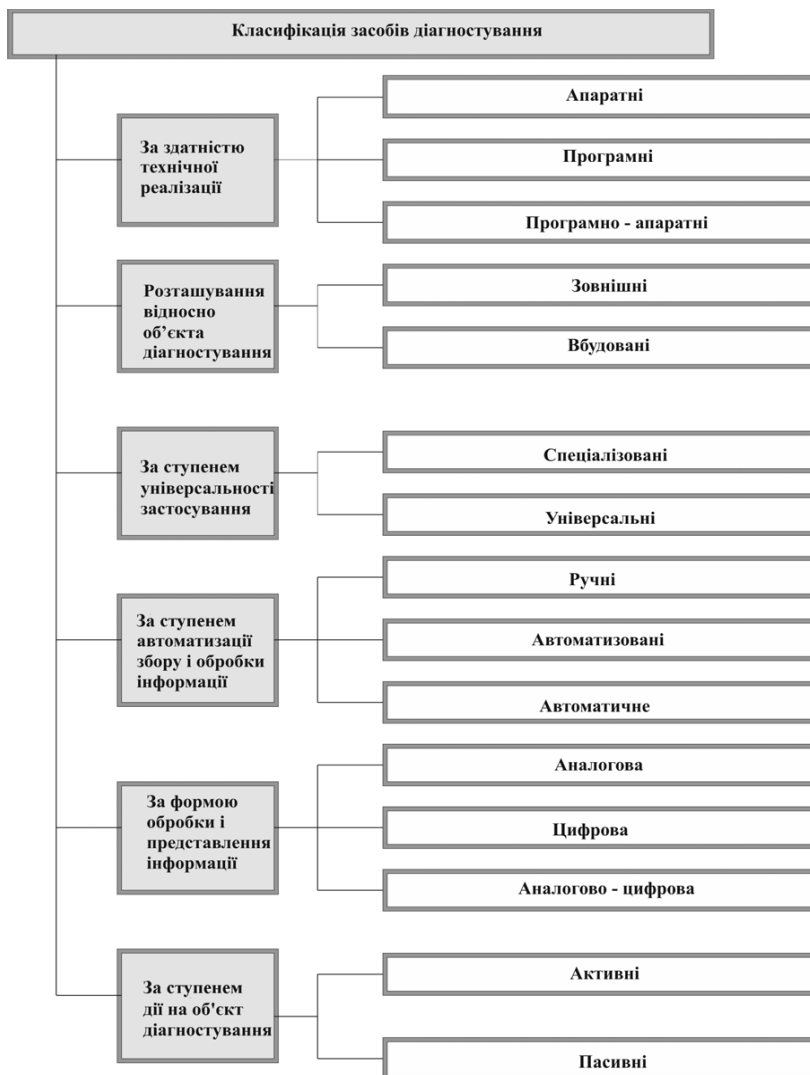 Класифікація засобів діагностування
За здатністю
технічної
реалізації
Апаратні
Програмні
Програмно - апаратні
Розташування
відносно
об’єкта
діагностування
Зовнішні
Вбудовані
За ступенем
універсальності
застосування
Спеціалізовані
Універсальні
За ступенем
автоматизації
збору і обробки
інформації
Ручні
Автоматизовані
Автоматичне
За формою
обробки і
представлення
інформації
Аналогова
Цифрова
Аналогово - цифрова
За ступенем
дії на об'єкт
діагностування
Активні
Пасивні